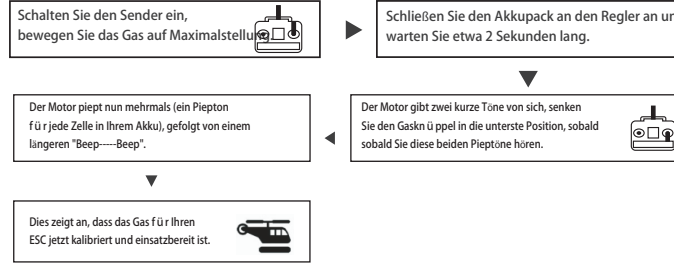 Schalten Sie den Sender ein,
bewegen Sie das Gas auf Maximalstellung.
Schließen Sie den Akkupack an den Regler an
warten Sie etwa 2 Sekunden lang.
Der Motor gibt zwei kurze Töne von sich, senken
Sie den Gaskn ü ppel in die unterste Position, sobald
sobald Sie diese beiden Pieptöne hören.
Der Motor piept nun mehrmals (ein Piepton
f ü r jede Zelle in Ihrem Akku), gefolgt von einem
längeren "Beep-----Beep".
Dies zeigt an, dass das Gas f ü r Ihren
ESC jetzt kalibriert und einsatzbereit ist.